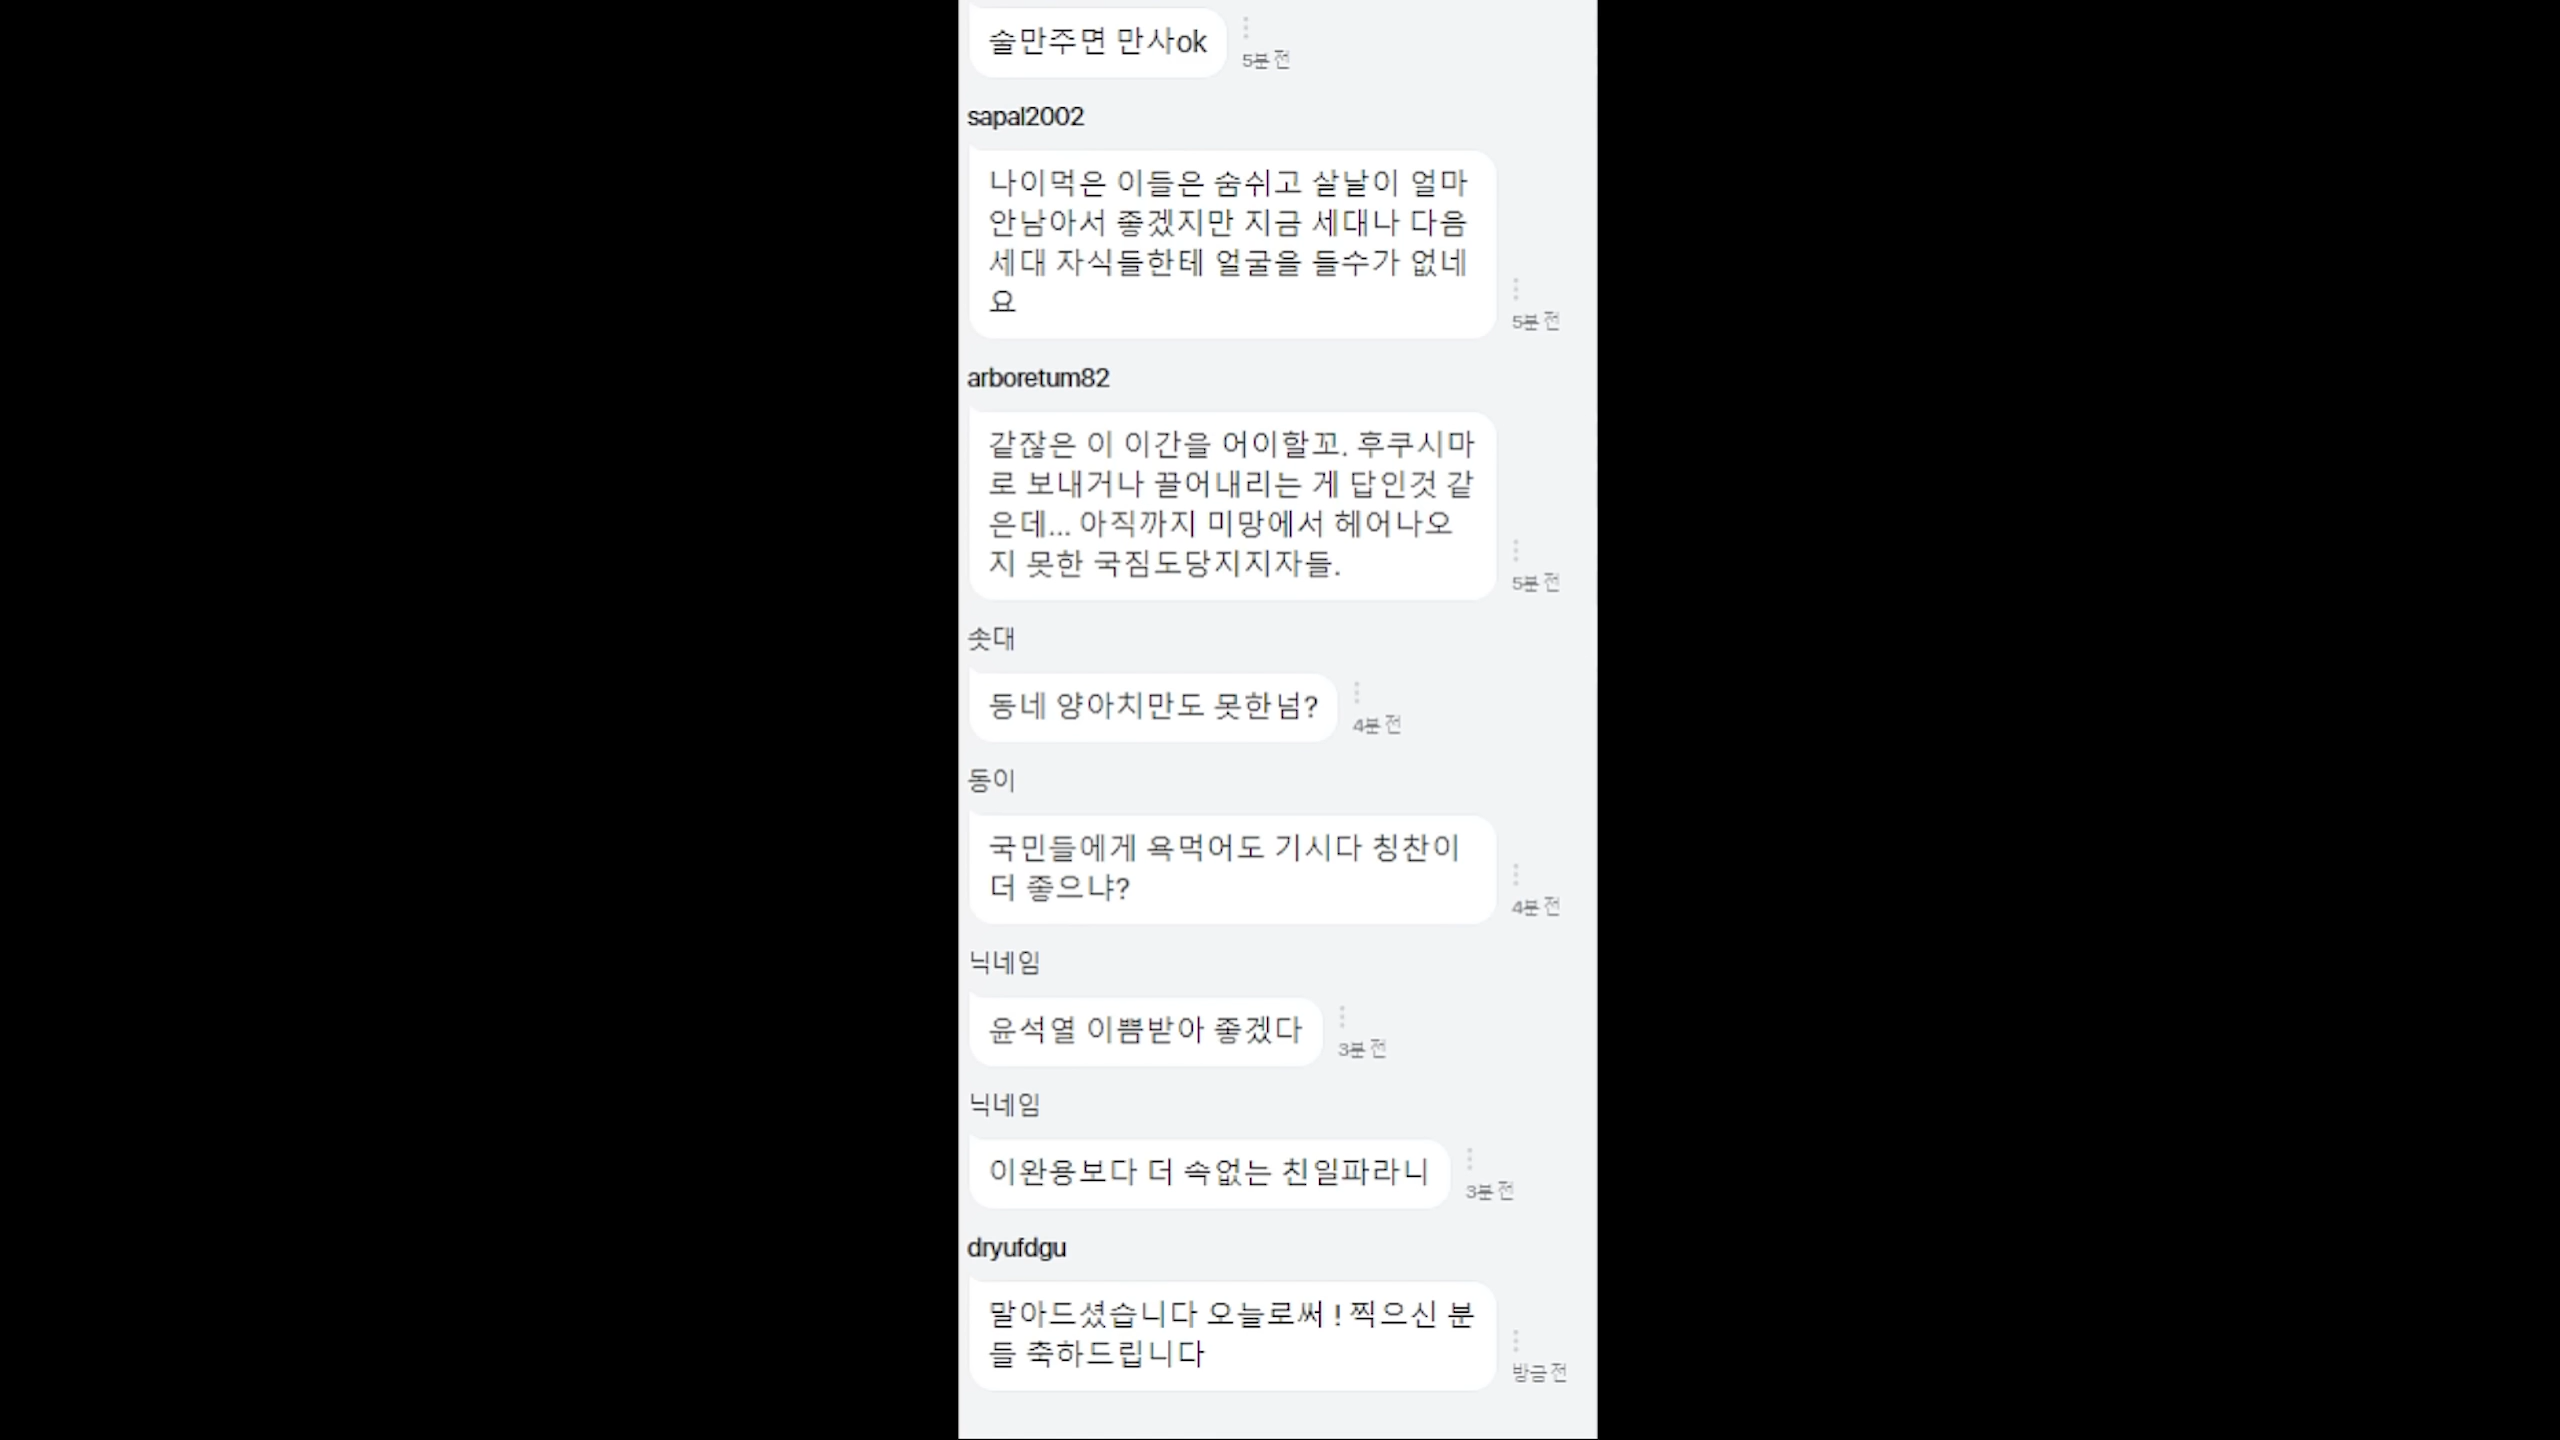 술만주면 만사ok
5분 전
sapal2002
나이먹은 이들은 숨쉬고 살날이 얼마
안남아서 좋겠지만 지금 세대나 다음
세대 자식들한테 얼굴을 들수가 없네
요
5분 전
arboretum82
같잖은 이 이간을 어이할꼬. 후쿠시마
로 보내거나 끌어내리는 게 답인것 같
은데... 아직까지 미망에서 헤어나오
지 못한 국짐도당지지자들.
5분 전
솟대
동네 양아치만도 못한넘?
4분 전
동이
국민들에게 욕먹어도 기시다 칭찬이
더 좋으냐?
4분 전
닉네임
윤석열 이쁨받아 좋겠다
3분 전
닉네임
이완용보다 더 속없는 친일파라니
3분 전
dryufdgu
말아드셨습니다 오늘로써 ! 찍으신 분
들 축하드립니다
방금 전